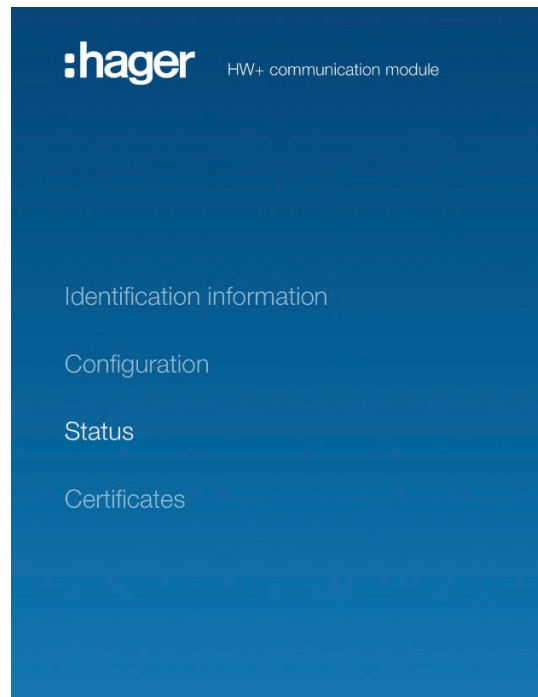 :hager HW+ communication module
Identification information
Configuration
Status
Certificates